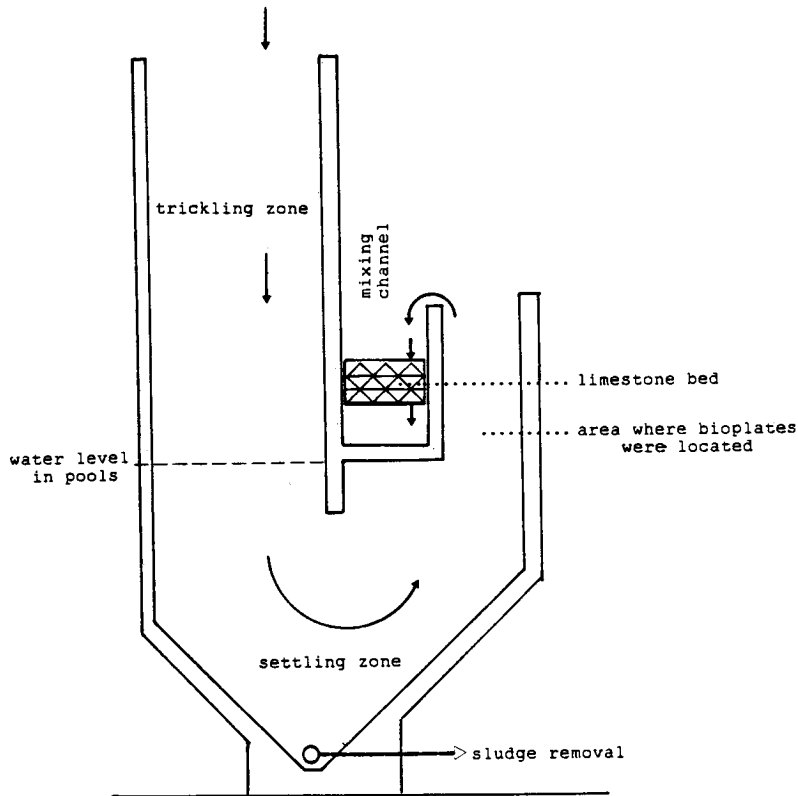 trickling zone
mixing
channel
limestone bed
area where bioplates
were located
water level
in pools
settling zone
sludge removal